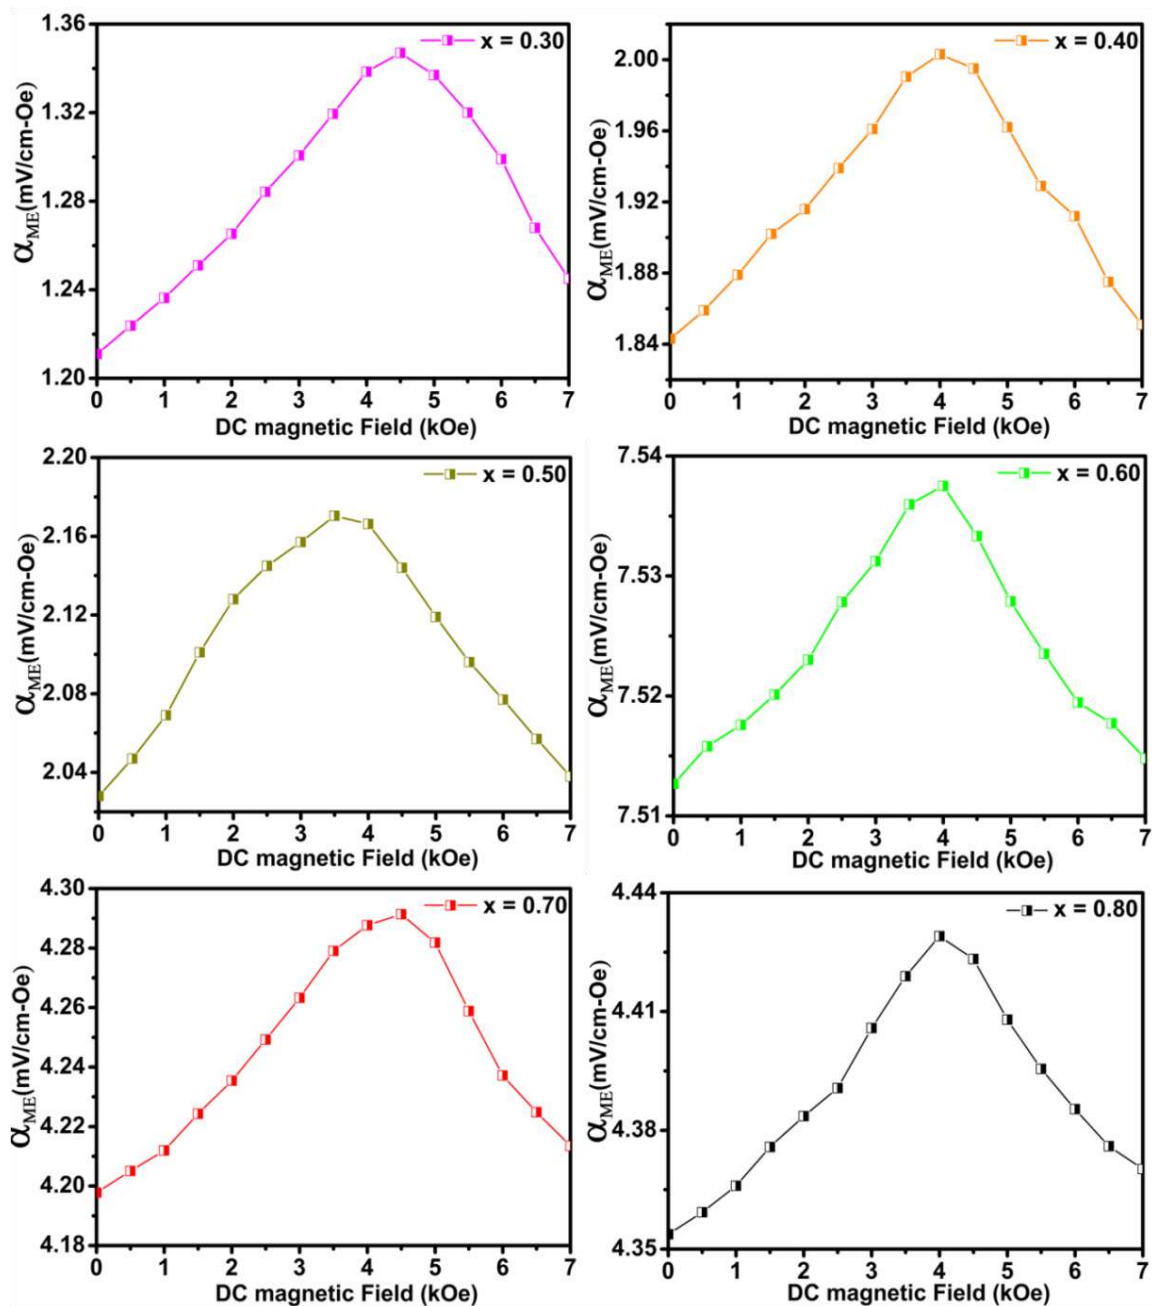 x = 0.30
1.36
1.32
1.28
1.24
1.20
αME(mV/cm-Oe)
0 1 2 3 4 5 6 7
DC magnetic Field (kOe)
x = 0.40
2.00
1.96
1.92
1.88
1.84
αME(mV/cm-Oe)
0 1 2 3 4 5 6 7
DC magnetic Field (kOe)
x = 0.50
2.20
2.16
2.12
2.08
2.04
αME(mV/cm-Oe)
0 1 2 3 4 5 6 7
DC magnetic Field (kOe)
x = 0.60
7.54
7.53
7.52
7.51
αME(mV/cm-Oe)
0 1 2 3 4 5 6 7
DC magnetic Field (kOe)
x = 0.70
4.30
4.28
4.26
4.24
4.22
4.20
4.18
αME(mV/cm-Oe)
0 1 2 3 4 5 6 7
DC magnetic Field (kOe)
x = 0.80
4.44
4.41
4.38
4.35
αME(mV/cm-Oe)
0 1 2 3 4 5 6 7
DC magnetic Field (kOe)